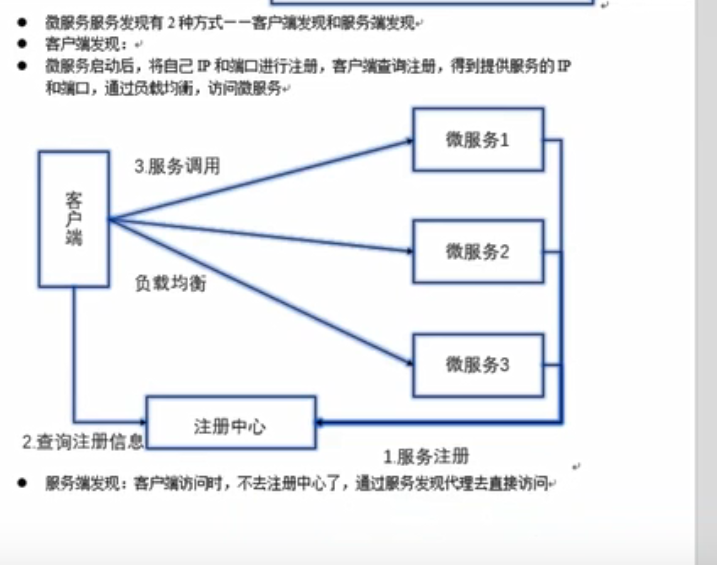 微服务服务发现有2种方式——客户端发现和服务端发现
客户端发现：
微服务启动后，将自己IP和端口进行注册，客户端查询注册，得到提供服务的IP
和端口，通过负载均衡，访问微服务
微服务1
3.服务调用
客户端
微服务2
负载均衡
微服务3
注册中心
2.查询注册信息
1.服务注册
服务端发现：客户端访问时，不去注册中心了，通过服务发现代理去直接访问